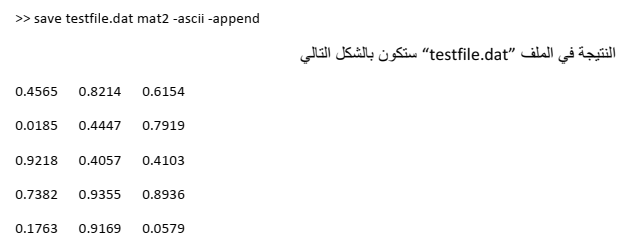 >> save testfile.dat mat2 -ascii -append
النتيجة في الملف "testfile.dat" ستكون بالشكل التالي
0.4565 0.8214 0.6154
0.0185 0.4447 0.7919
0.9218 0.4057 0.4103
0.7382 0.9355 0.8936
0.1763 0.9169 0.0579